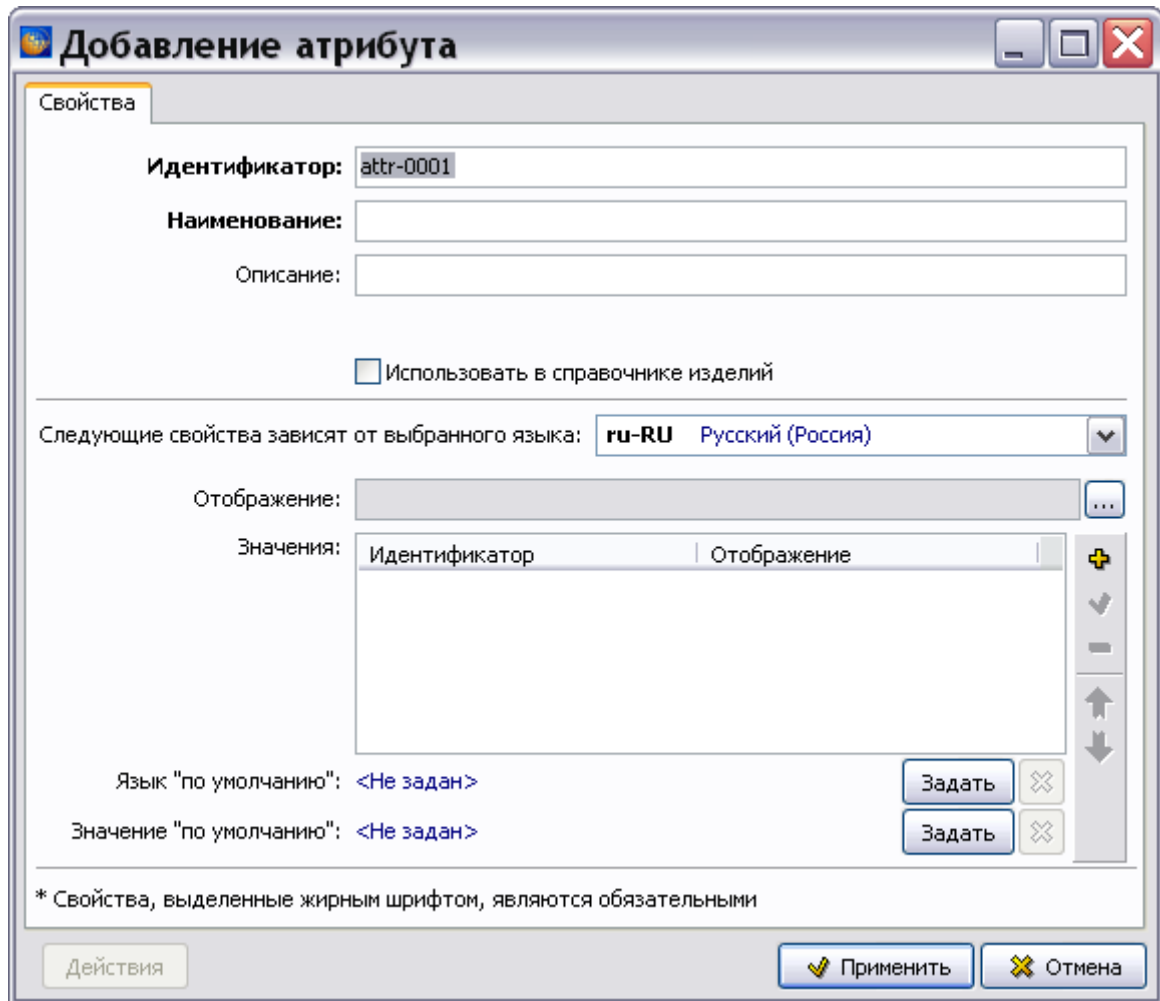 Добавление атрибута
Свойства
Идентификатор: attr-0001
Наименование:
Описание:
Использовать в справочнике изделий
Следующие свойства зависят от выбранного языка: ru-RU Русский (Россия)
Отображение: ...
Значения: Идентификатор Отображение
Язык "по умолчанию": <Не задан> Задать
Значение "по умолчанию": <Не задан> Задать
* Свойства, выделенные жирным шрифтом, являются обязательными
Действия Применить Отмена